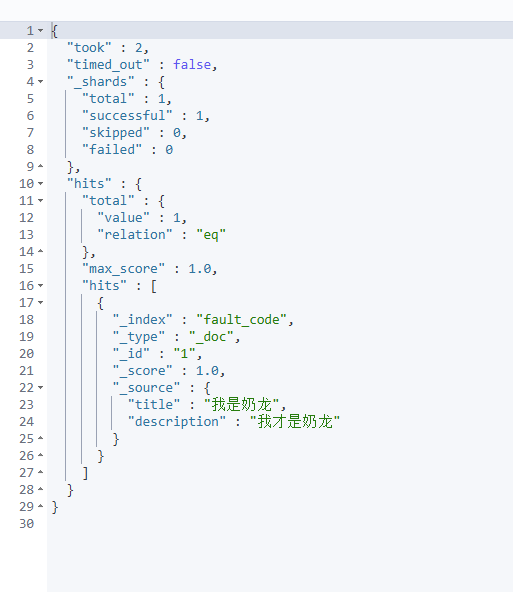 1 {
2 "took" : 2,
3 "timed_out" : false,
4 "_shards" : {
5 "total" : 1,
6 "successful" : 1,
7 "skipped" : 0,
8 "failed" : 0
9 },
10 "hits" : {
11 "total" : {
12 "value" : 1,
13 "relation" : "eq"
14 },
15 "max_score" : 1.0,
16 "hits" : [
17 {
18 "_index" : "fault_code",
19 "_type" : "_doc",
20 "_id" : "1",
21 "_score" : 1.0,
22 "_source" : {
23 "title" : "我是奶龙",
24 "description" : "我才是奶龙"
25 }
26 }
27 ]
28 }
29 }
30